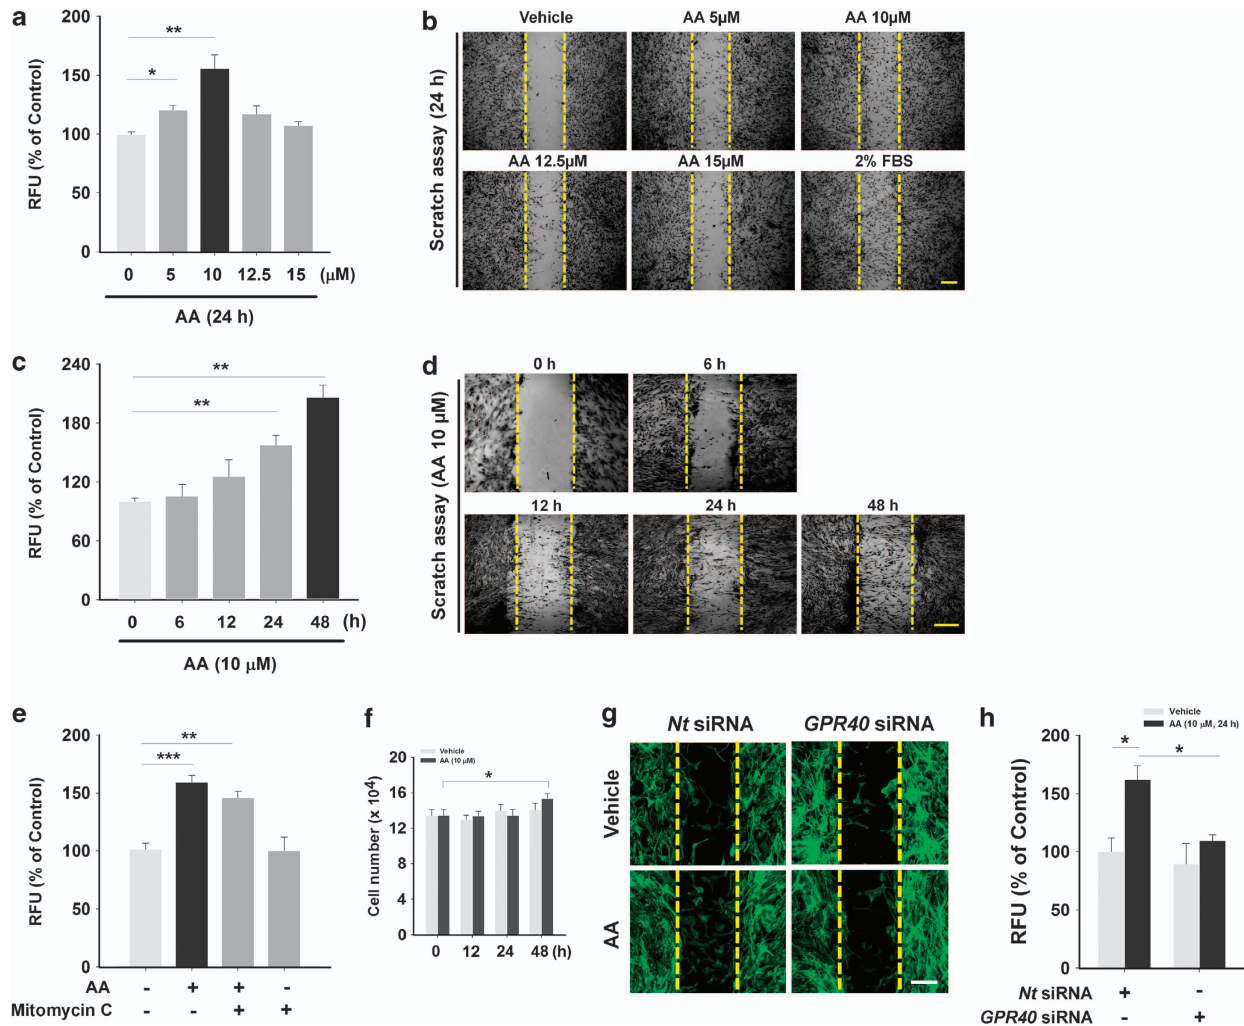 a
RFU (% of Control)
200
150
100
50
0
** 
*
0 5 10 12.5 15 (μM)
AA (24 h)
b
Scratch assay (24 h)
Vehicle AA 5μM AA 10μM
AA 12.5μM AA 15μM 2% FBS
c
RFU (% of Control)
240
180
120
60
0
**
**
0 6 12 24 48 (h)
AA (10 μM)
d
Scratch assay (AA 10 μM)
0 h 6 h
12 h 24 h 48 h
e
RFU (% of Control)
200
150
100
50
0
**
***
AA - + + -
Mitomycin C - - + +
f
Cell number (x 10⁴)
Vehicle
AA (10 μM)
20
16
12
8
4
0
*
0 12 24 48 (h)
g
Nt siRNA GPR40 siRNA
Vehicle
AA
h
Vehicle
AA (10 μM, 24 h)
RFU (% of Control)
200
150
100
50
0
* *
Nt siRNA + -
GPR40 siRNA - +